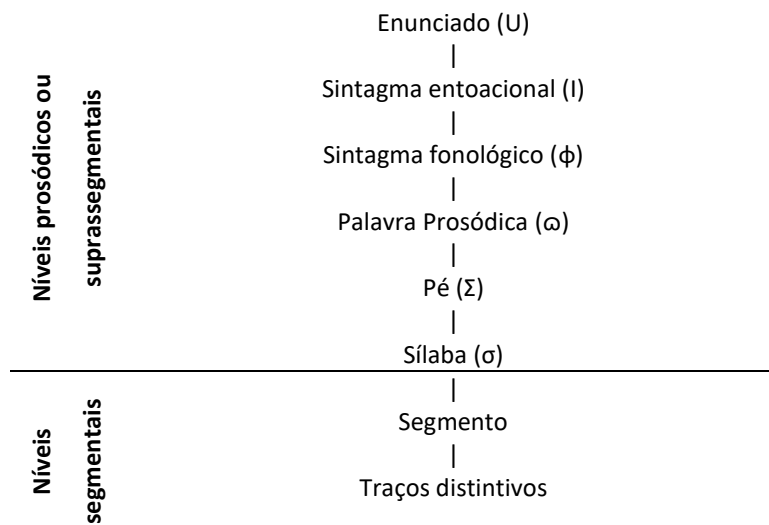 Níveis prosódicos ou
suprassegmentais
Enunciado (U)
|
Sintagma entoacional (I)
|
Sintagma fonológico (ϕ)
|
Palavra Prosódica (ϖ)
|
Pé (Σ)
|
Sílaba (σ)
Níveis
segmentais
|
Segmento
|
Traços distintivos